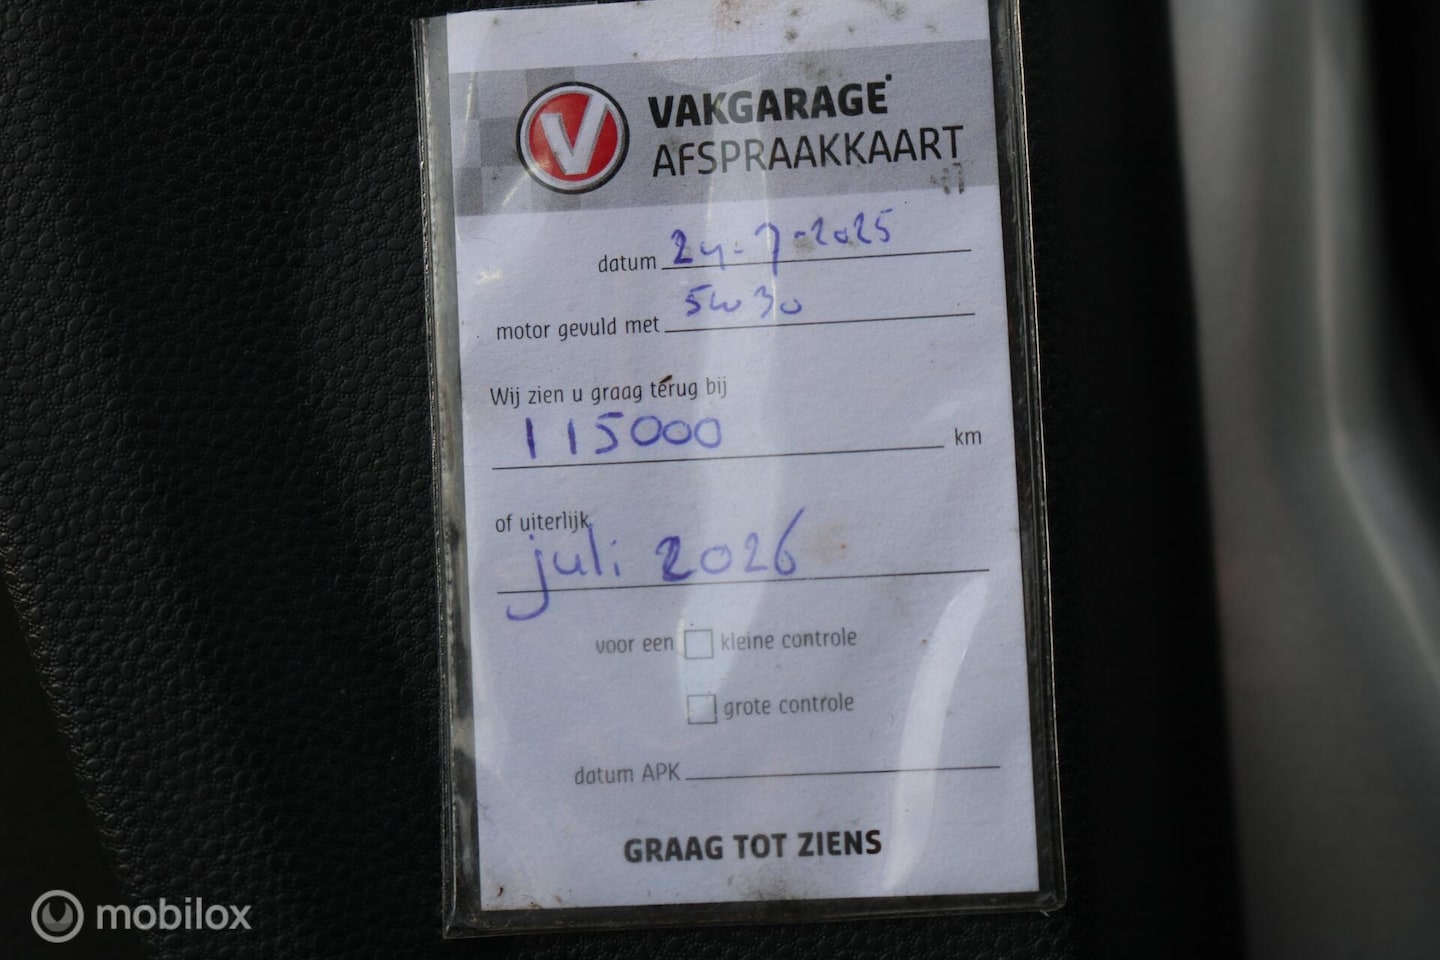 VAKGARAGE
AFSPRAAKKAART
datum 24-7-2025
motor gevuld met 5w30
Wij zien u graag terug bij
115000 km
of uiterlijk
juli 2026
voor een kleine controle
grote controle
datum APK
GRAAG TOT ZIENS
mobilox